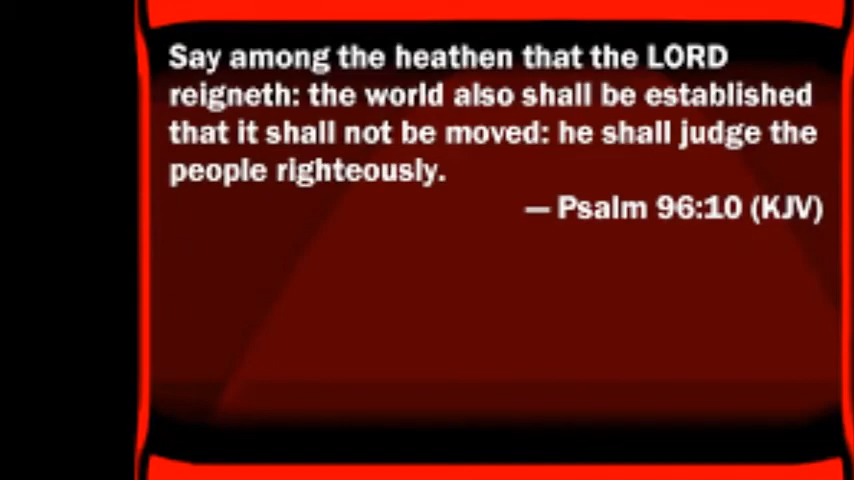 Say among the heathen that the LORD
reigneth: the world also shall be established
that it shall not be moved: he shall judge the
people righteously.
— Psalm 96:10 (KJV)